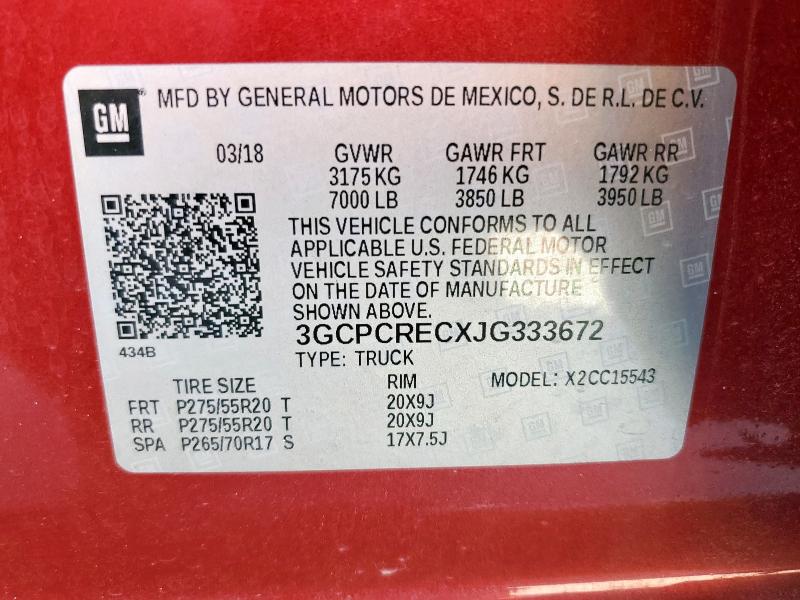 GM MFD BY GENERAL MOTORS DE MEXICO, S. DE R.L. DE C.V.
03/18 GVWR GAWR FRT GAWR RR
3175 KG 1746 KG 1792 KG
7000 LB 3850 LB 3950 LB
THIS VEHICLE CONFORMS TO ALL
APPLICABLE U.S. FEDERAL MOTOR
VEHICLE SAFETY STANDARDS IN EFFECT
ON THE DATE OF MANUFACTURE
SHOWN ABOVE.
3GCPCRECXJG333672
434B
TYPE: TRUCK
TIRE SIZE RIM MODEL: X2CC15543
FRT P275/55R20 T 20X9J
RR P275/55R20 T 20X9J
SPA P265/70R17 S 17X7.5J